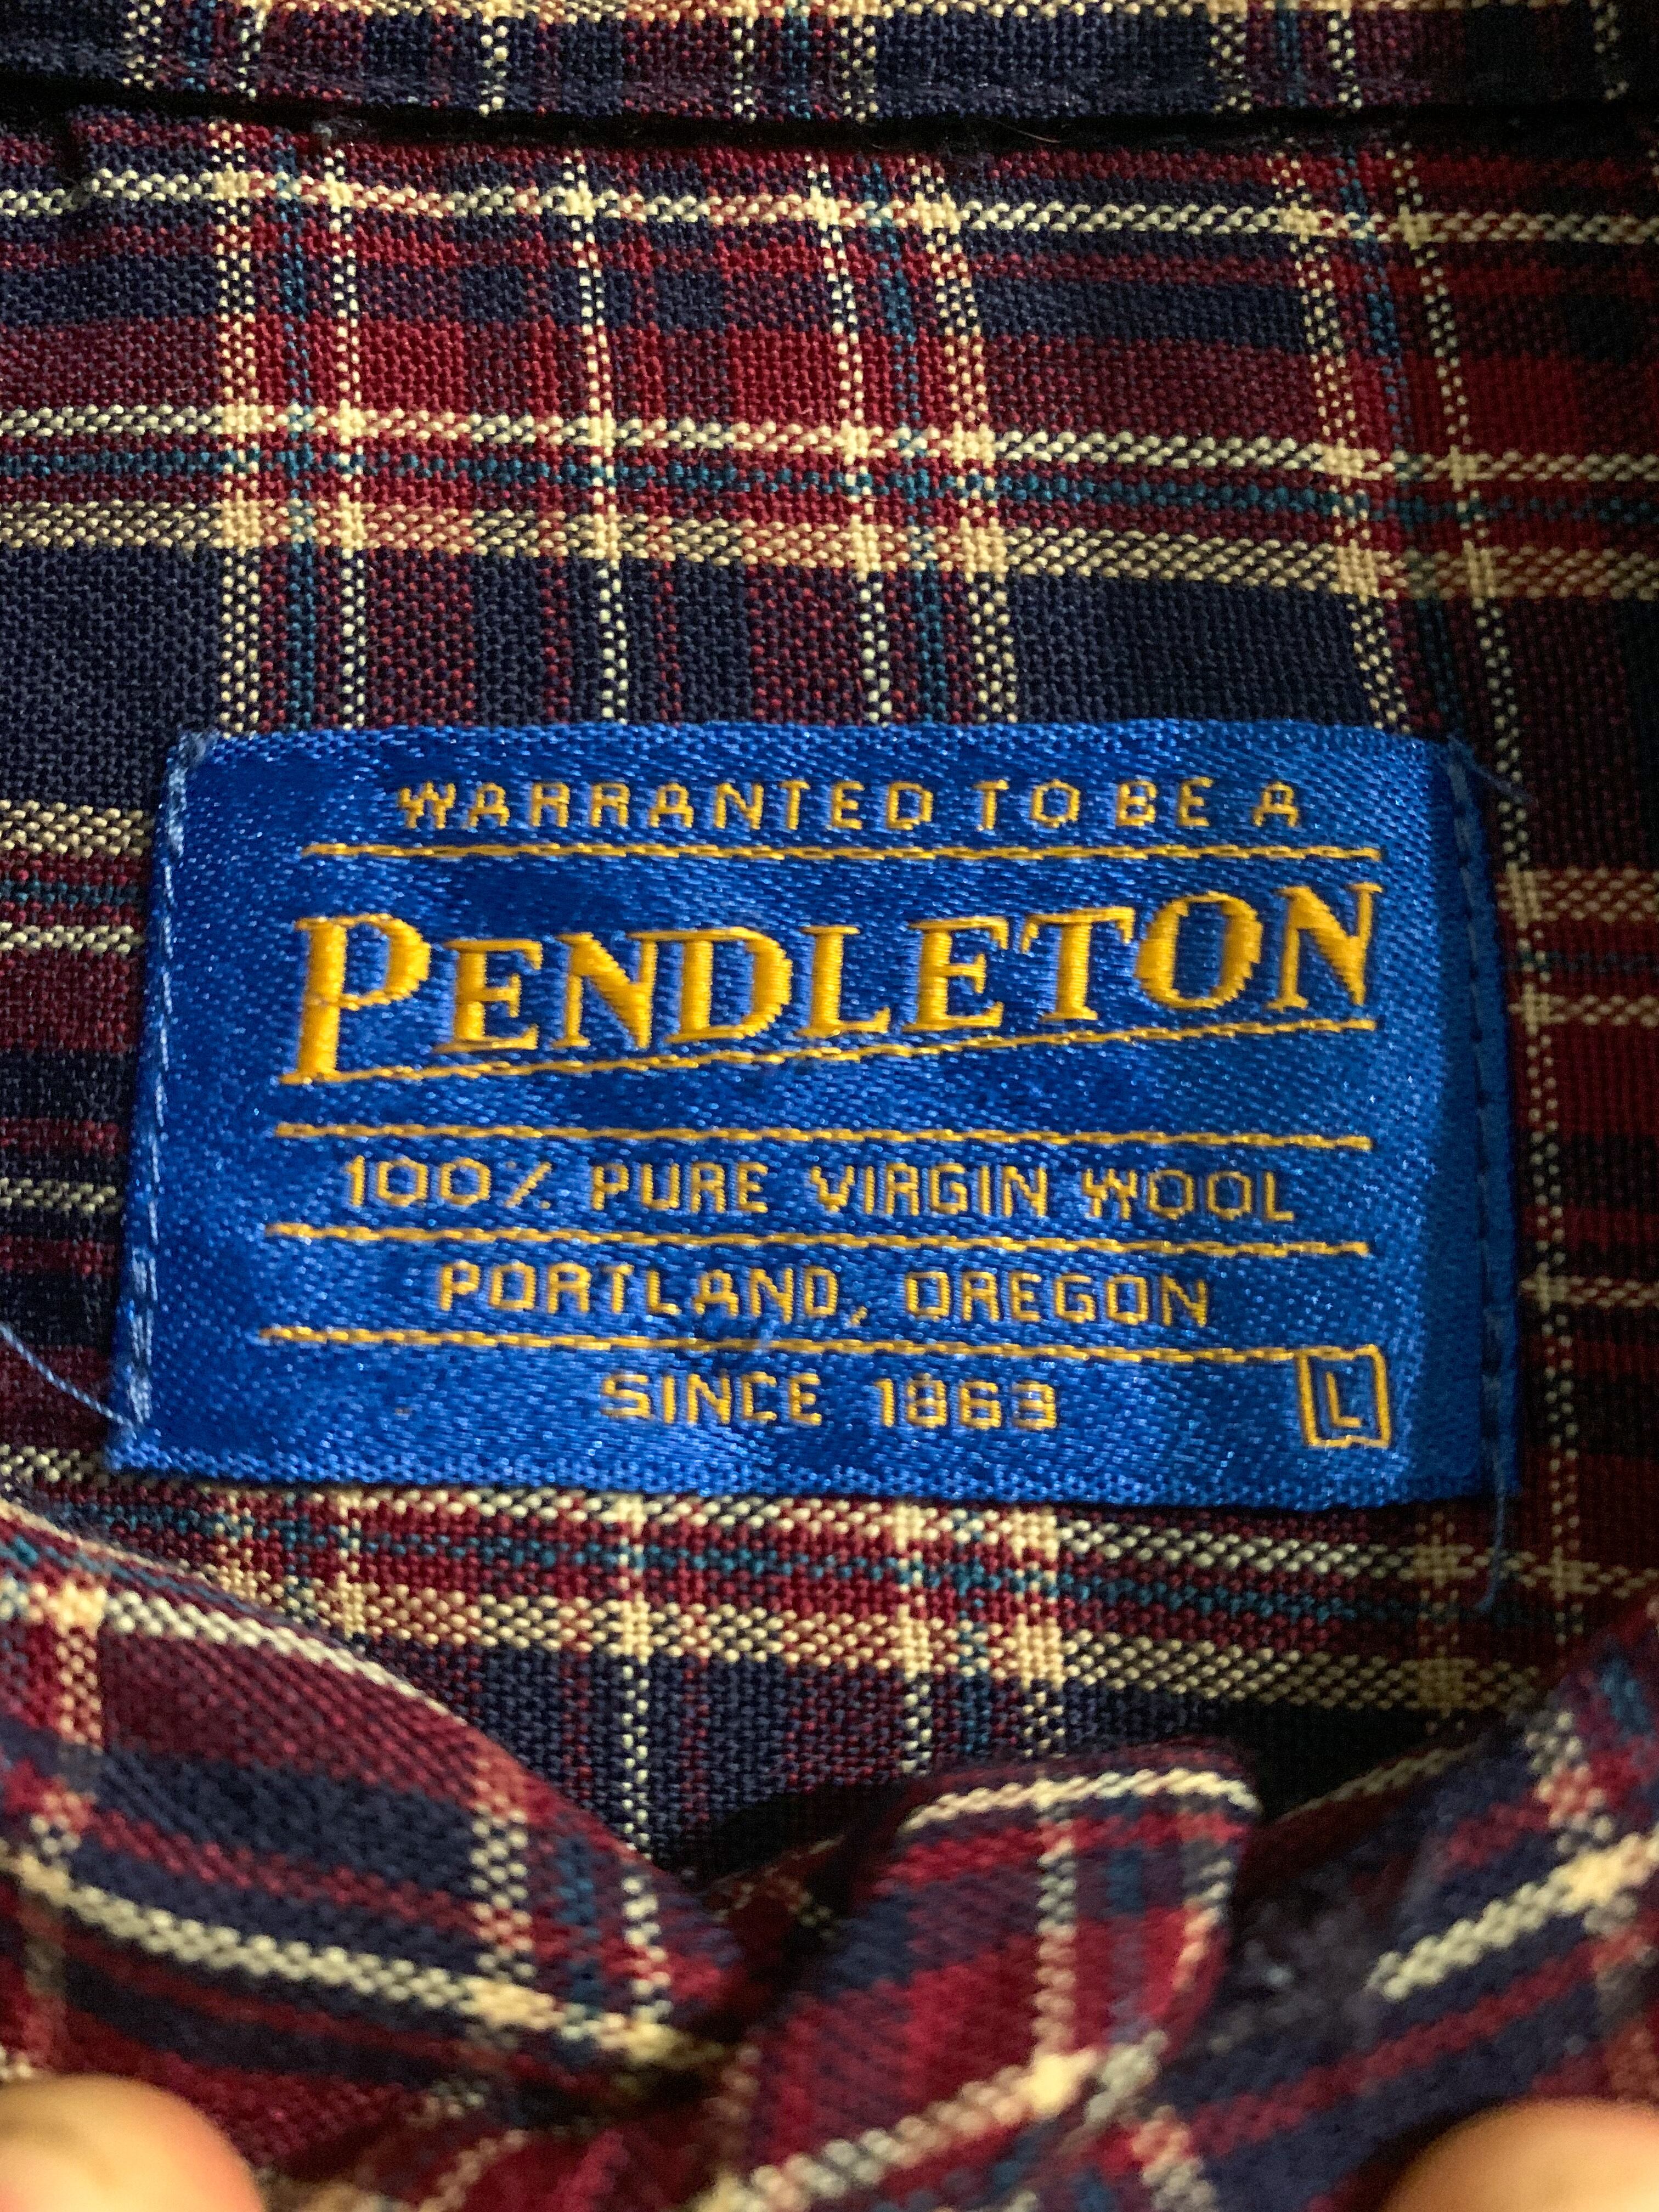 WARRANTED TO BE A
PENDLETON
100% PURE VIRGIN WOOL
PORTLAND, OREGON
SINCE 1863
L